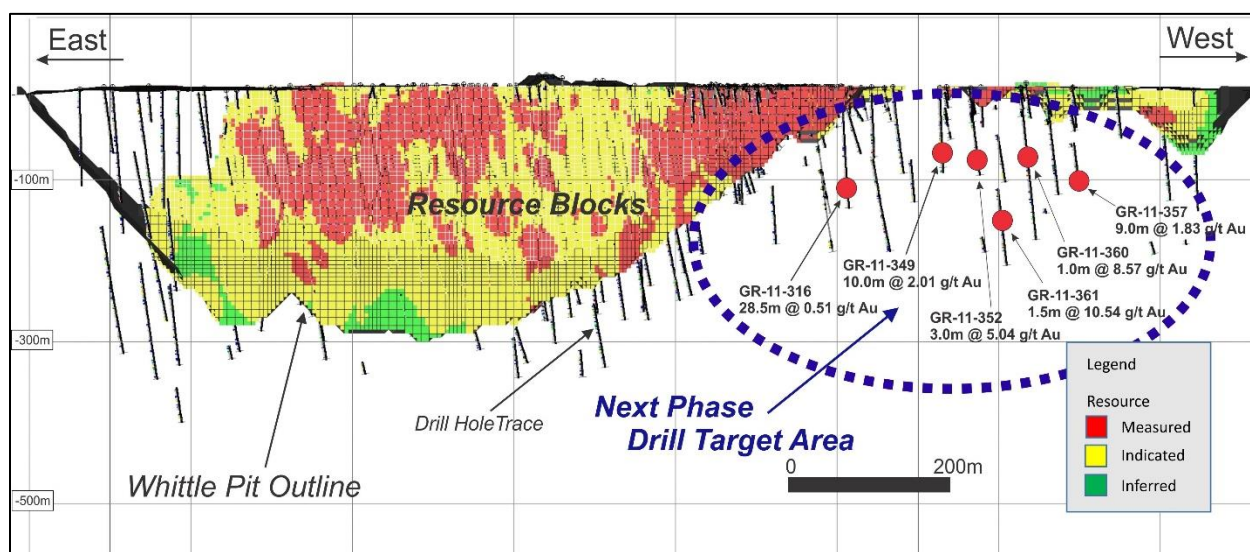 East
West
-100m
Resource Blocks
GR-11-357
9.0m @ 1.83 g/t Au
GR-11-360
1.0m @ 8.57 g/t Au
GR-11-349
10.0m @ 2.01 g/t Au
GR-11-316
28.5m @ 0.51 g/t Au
GR-11-361
1.5m @ 10.54 g/t Au
GR-11-352
3.0m @ 5.04 g/t Au
-300m
Legend
Resource
Measured
Indicated
Inferred
Next Phase
Drill Target Area
Drill Hole Trace
Whittle Pit Outline
0
200m
-500m